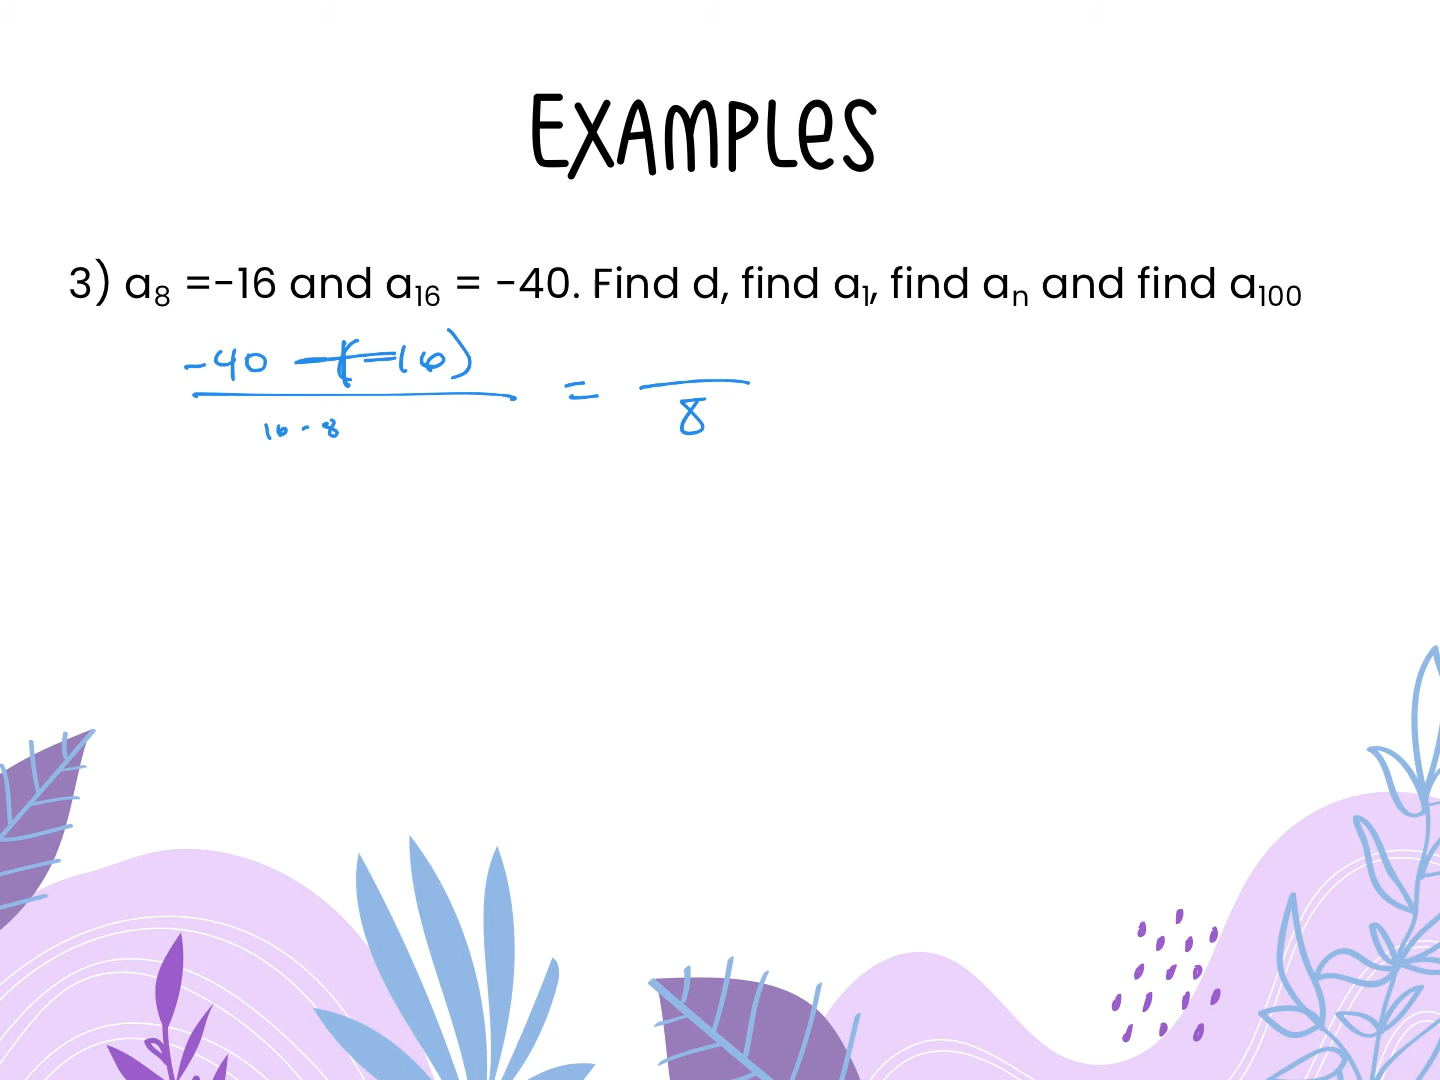 Examples
3) a₈ =-16 and a₁₆ = -40. Find d, find a₁, find aₙ and find a₁₀₀
-40 -(-16)
16 - 8
=
8